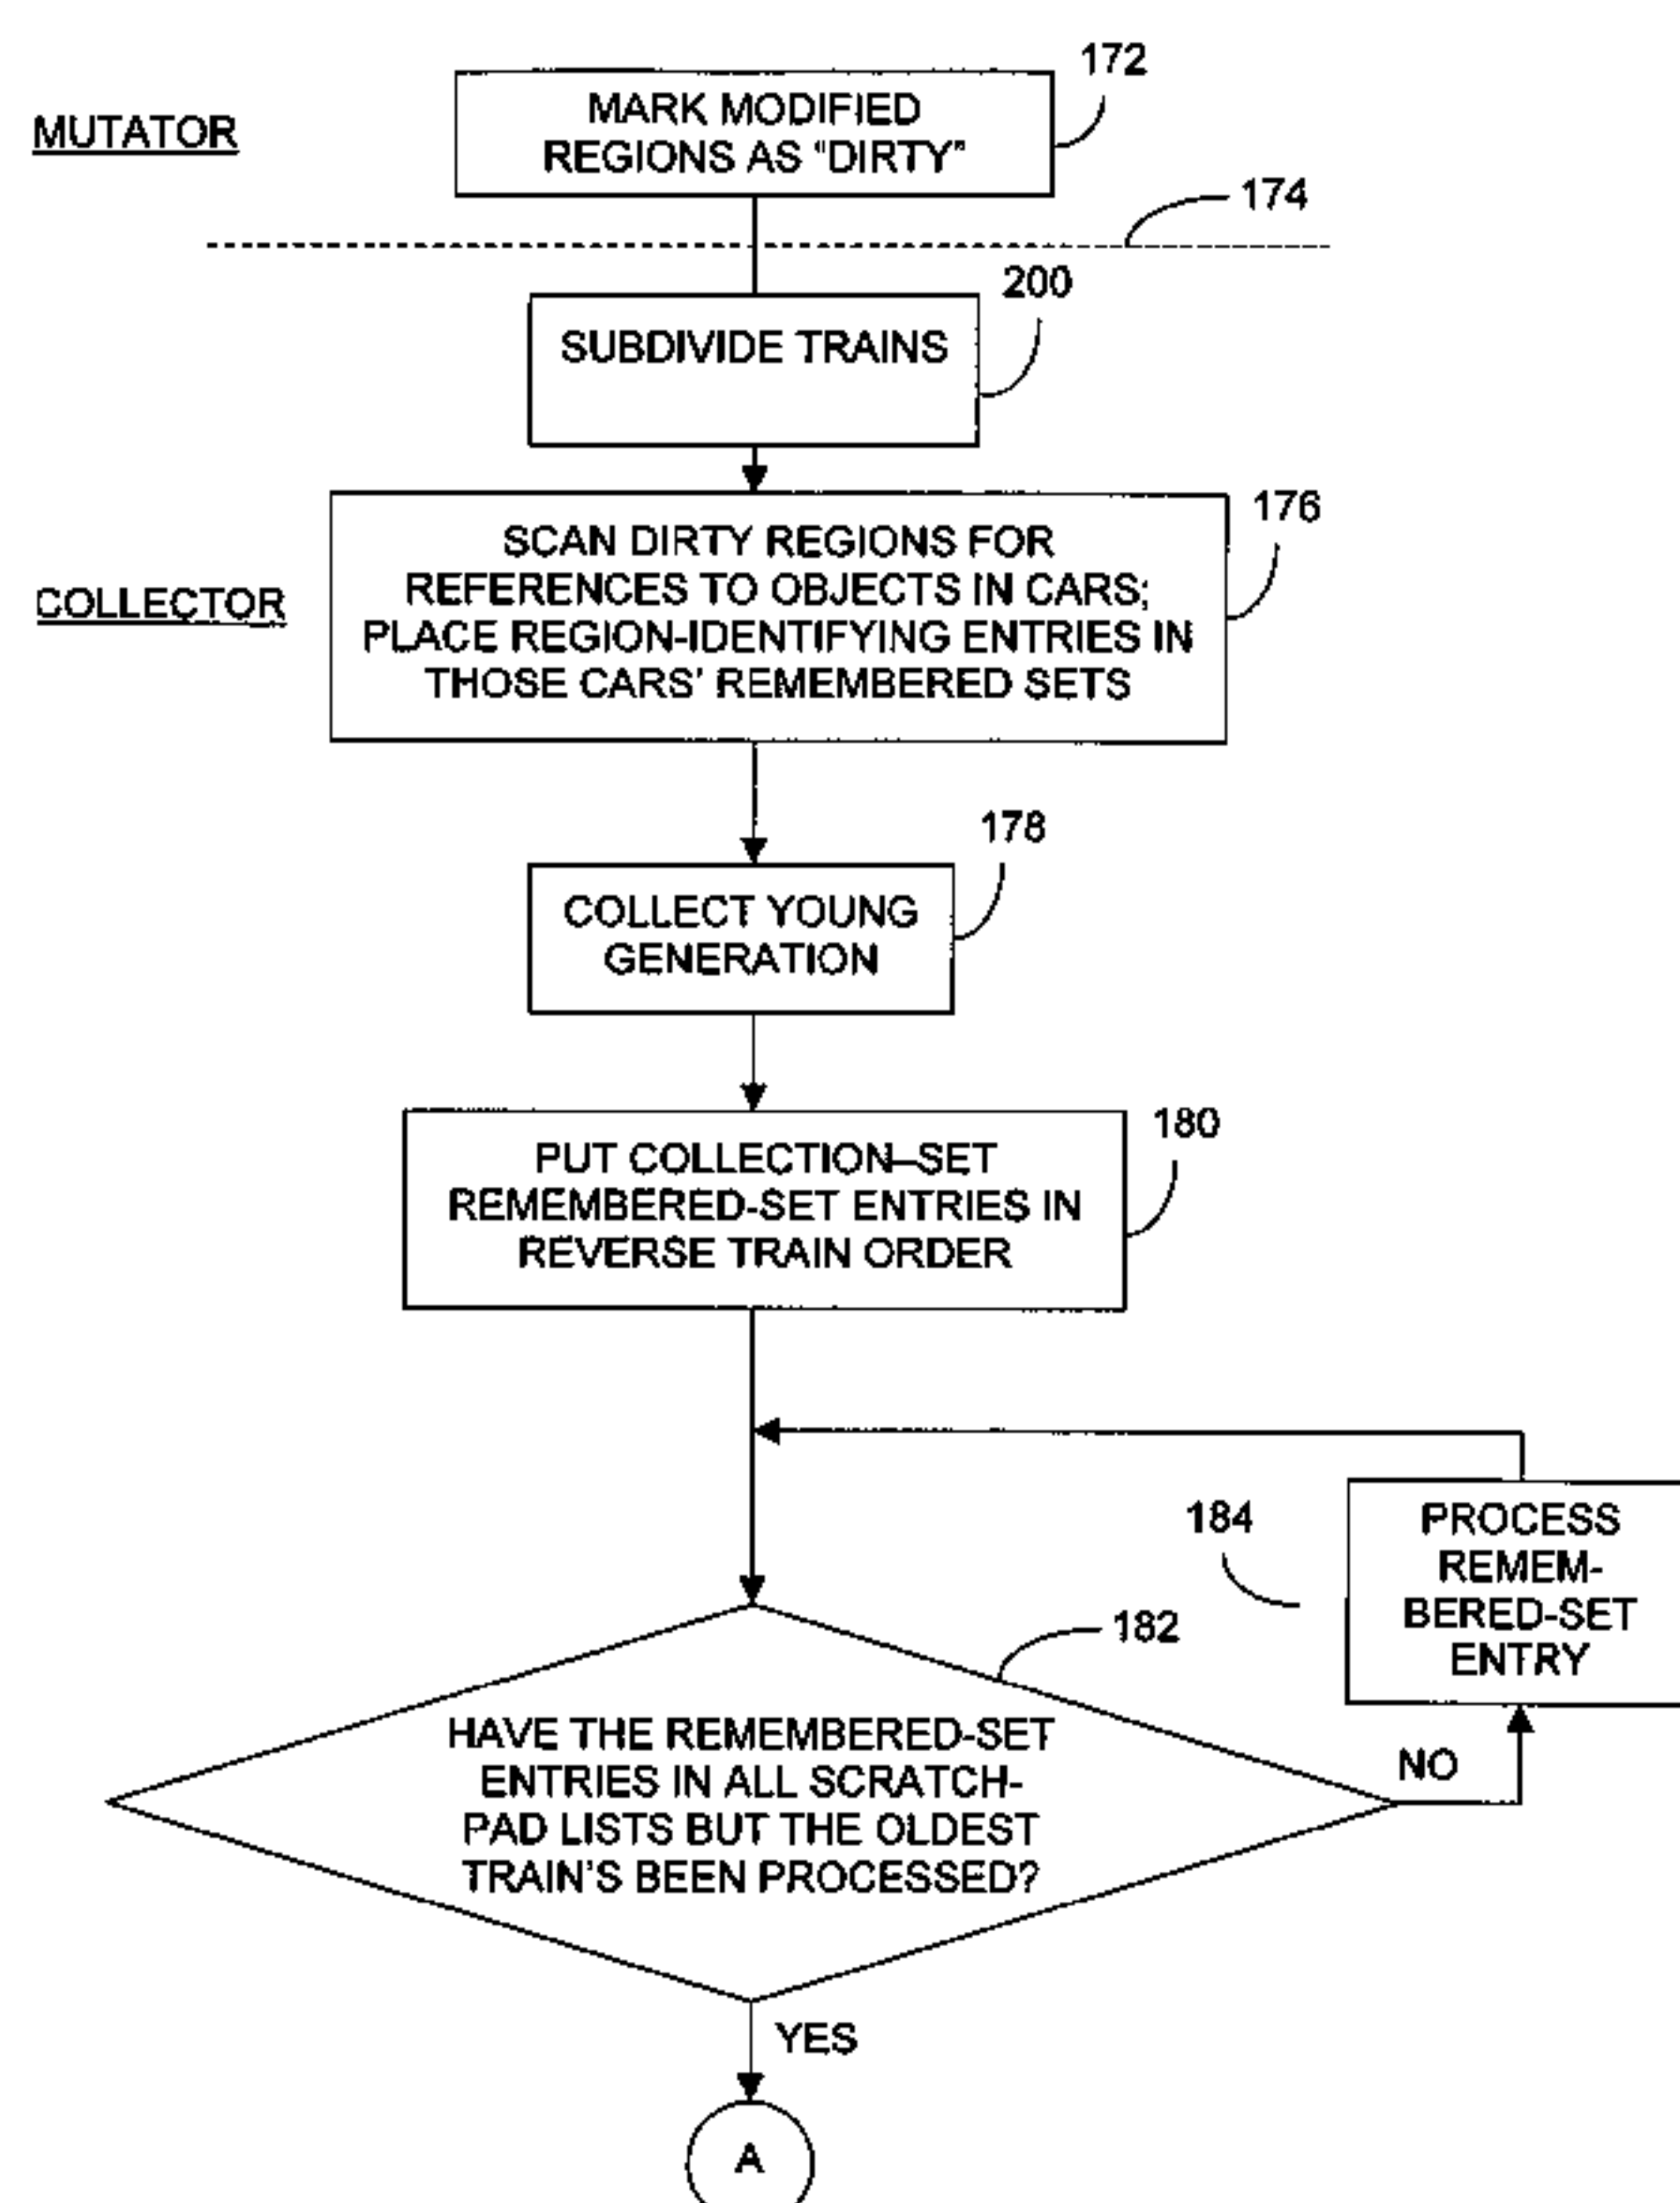 172
MARK MODIFIED
REGIONS AS "DIRTY"
MUTATOR
174
200
SUBDIVIDE TRAINS
176
SCAN DIRTY REGIONS FOR
REFERENCES TO OBJECTS IN CARS;
PLACE REGION-IDENTIFYING ENTRIES IN
THOSE CARS' REMEMBERED SETS
COLLECTOR
178
COLLECT YOUNG
GENERATION
180
PUT COLLECTION–SET
REMEMBERED-SET ENTRIES IN
REVERSE TRAIN ORDER
184
PROCESS
REMEM-
BERED-SET
ENTRY
182
HAVE THE REMEMBERED-SET
ENTRIES IN ALL SCRATCH-
PAD LISTS BUT THE OLDEST
TRAIN'S BEEN PROCESSED?
NO
YES
A